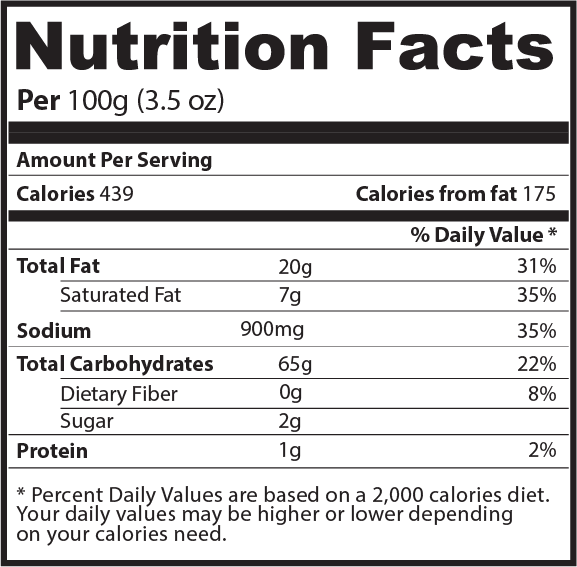 Nutrition Facts
Per 100g (3.5 oz)
Amount Per Serving
Calories 439 Calories from fat 175
% Daily Value *
Total Fat 20g 31%
Saturated Fat 7g 35%
Sodium 900mg 35%
Total Carbohydrates 65g 22%
Dietary Fiber 0g 8%
Sugar 2g
Protein 1g 2%
* Percent Daily Values are based on a 2,000 calories diet.
Your daily values may be higher or lower depending
on your calories need.